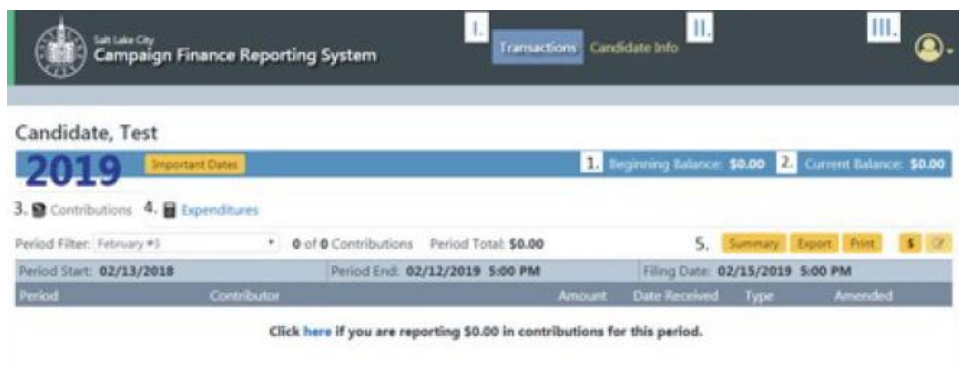 Salt Lake City
Campaign Finance Reporting System
I. Transactions Candidate Info II. III.
Candidate, Test
2019 Important Dates 1. Beginning Balance: $0.00 2. Current Balance: $0.00
3. Contributions 4. Expenditures
Period Filter: February #3 0 of 0 Contributions Period Total: $0.00 5. Summary Export Print $
Period Start: 02/13/2018 Period End: 02/12/2019 5:00 PM Filing Date: 02/15/2019 5:00 PM
Period Contributor Amount Date Received Type Amended
Click here if you are reporting $0.00 in contributions for this period.